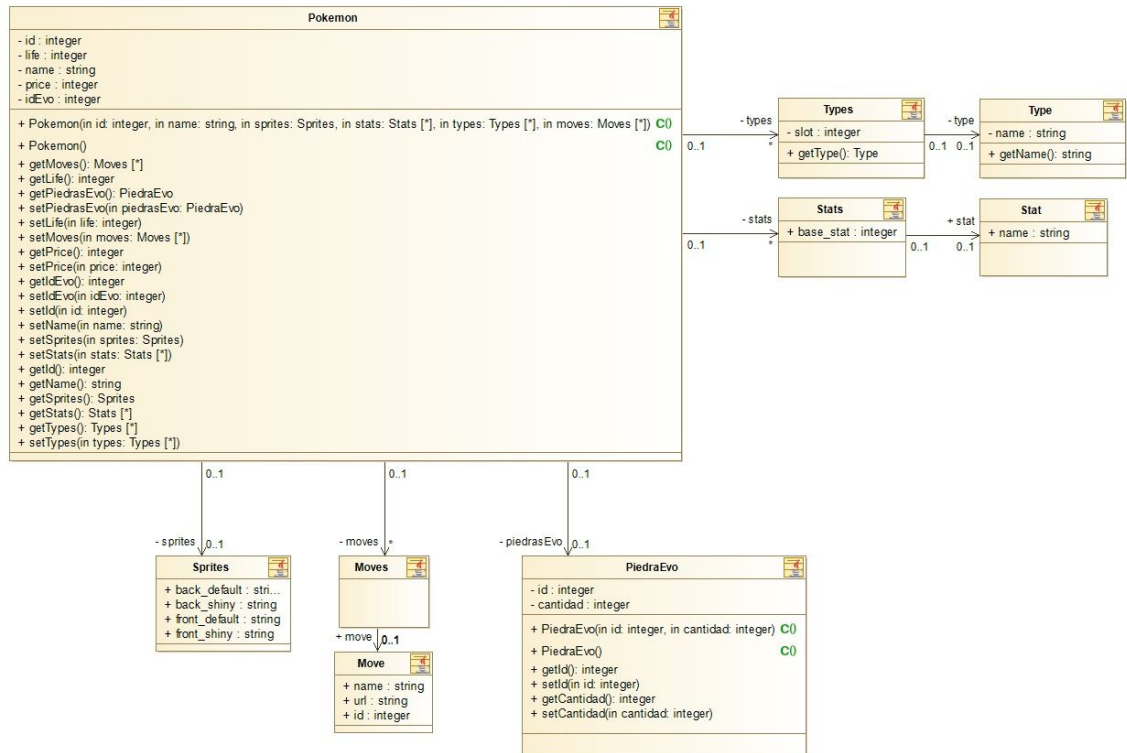 Pokemon
- id : integer
- life : integer
- name : string
- price : integer
- idEvo : integer
+ Pokemon(in id: integer, in name: string, in sprites: Sprites, in stats: Stats [*], in types: Types [*], in moves: Moves [*]) C()
+ Pokemon() C()
+ getMoves(): Moves [*]
+ getLife(): integer
+ getPiedrasEvo(): PiedraEvo
+ setPiedrasEvo(in piedrasEvo: PiedraEvo)
+ setLife(in life: integer)
+ setMoves(in moves: Moves [*])
+ getPrice(): integer
+ setPrice(in price: integer)
+ getIdEvo(): integer
+ setIdEvo(in idEvo: integer)
+ setId(in id: integer)
+ setName(in name: string)
+ setSprites(in sprites: Sprites)
+ setStats(in stats: Stats [*])
+ getId(): integer
+ getName(): string
+ getSprites(): Sprites
+ getStats(): Stats [*]
+ getTypes(): Types [*]
+ setTypes(in types: Types [*])
- types
0..1
*
Types
- slot : integer
+ getType(): Type
- type
0..1 0..1
Type
- name : string
+ getName(): string
- stats
0..1
*
Stats
+ base_stat : integer
+ stat
0..1
0..1
Stat
+ name : string
0..1
- sprites
0..1
Sprites
+ back_default : stri...
+ back_shiny : string
+ front_default : string
+ front_shiny : string
0..1
- moves
*
Moves
+ move
0..1
Move
+ name : string
+ url : string
+ id : integer
0..1
- piedrasEvo
0..1
PiedraEvo
- id : integer
- cantidad : integer
+ PiedraEvo(in id: integer, in cantidad: integer) C()
+ PiedraEvo() C()
+ getId(): integer
+ setId(in id: integer)
+ getCantidad(): integer
+ setCantidad(in cantidad: integer)